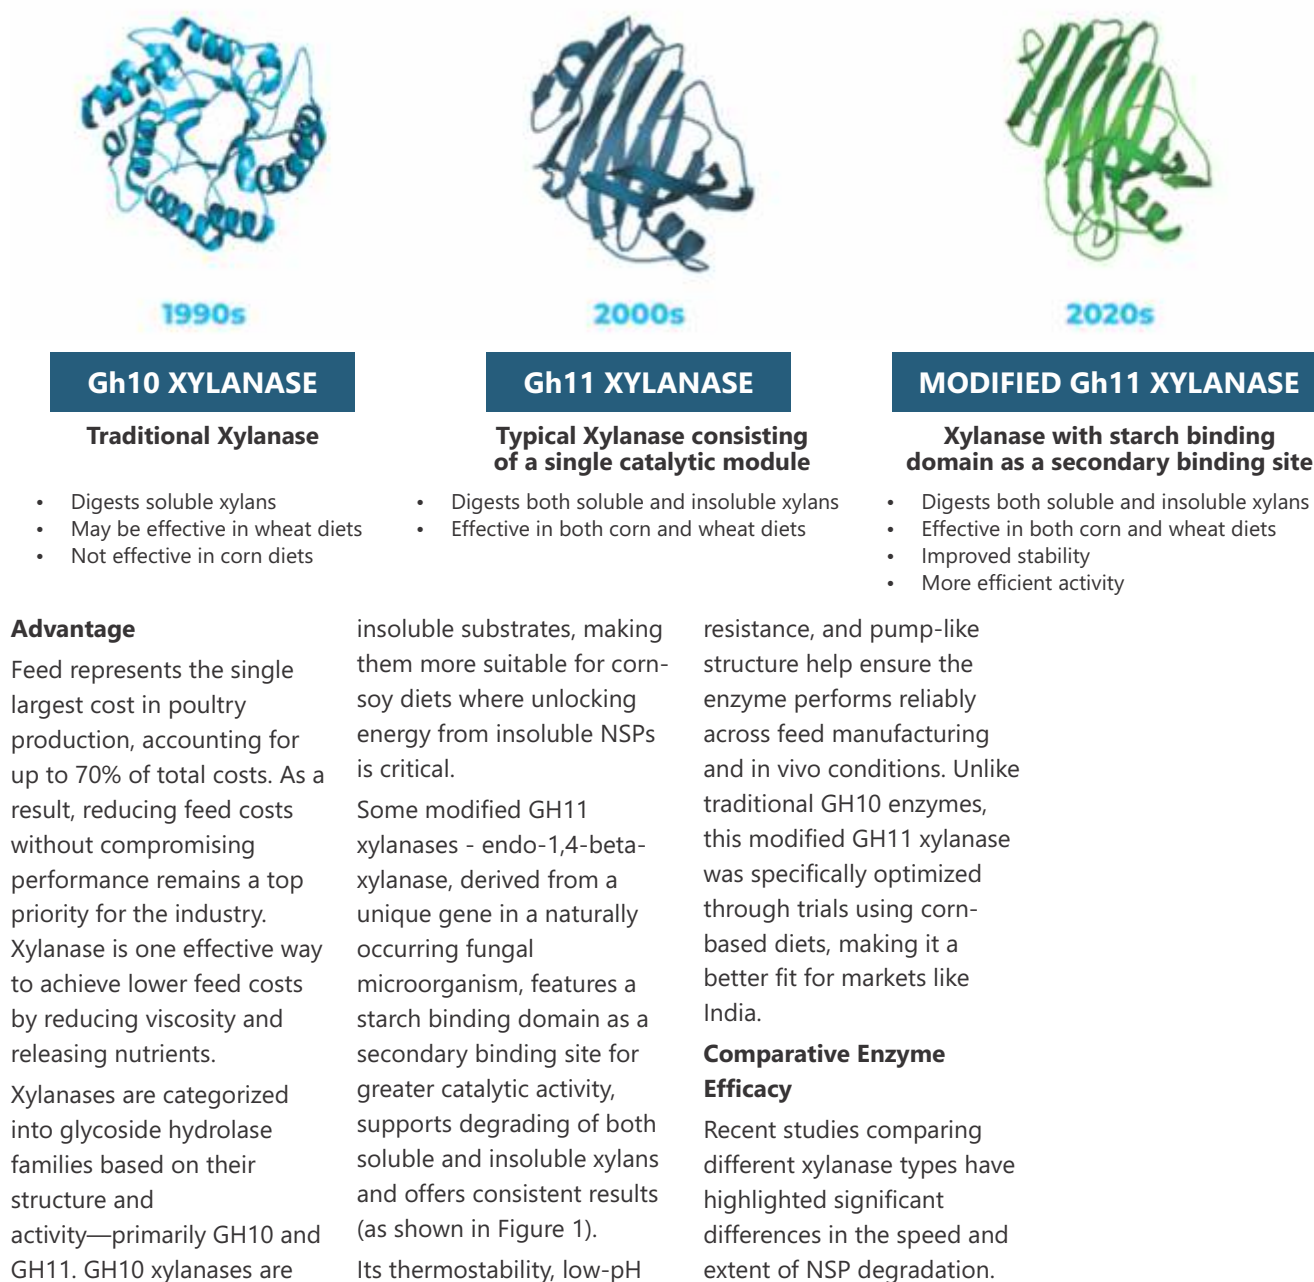 1990s
2000s
2020s
Gh10 XYLANASE
Gh11 XYLANASE
MODIFIED Gh11 XYLANASE
Traditional Xylanase
• Digests soluble xylans
• May be effective in wheat diets
• Not effective in corn diets
Typical Xylanase consisting
of a single catalytic module
• Digests both soluble and insoluble xylans
• Effective in both corn and wheat diets
Xylanase with starch binding
domain as a secondary binding site
• Digests both soluble and insoluble xylans
• Effective in both corn and wheat diets
• Improved stability
• More efficient activity
Advantage
Feed represents the single
largest cost in poultry
production, accounting for
up to 70% of total costs. As a
result, reducing feed costs
without compromising
performance remains a top
priority for the industry.
Xylanase is one effective way
to achieve lower feed costs
by reducing viscosity and
releasing nutrients.
Xylanases are categorized
into glycoside hydrolase
families based on their
structure and
activity—primarily GH10 and
GH11. GH10 xylanases are
insoluble substrates, making
them more suitable for corn-
soy diets where unlocking
energy from insoluble NSPs
is critical.
Some modified GH11
xylanases - endo-1,4-beta-
xylanase, derived from a
unique gene in a naturally
occurring fungal
microorganism, features a
starch binding domain as a
secondary binding site for
greater catalytic activity,
supports degrading of both
soluble and insoluble xylans
and offers consistent results
(as shown in Figure 1).
Its thermostability, low-pH
resistance, and pump-like
structure help ensure the
enzyme performs reliably
across feed manufacturing
and in vivo conditions. Unlike
traditional GH10 enzymes,
this modified GH11 xylanase
was specifically optimized
through trials using corn-
based diets, making it a
better fit for markets like
India.
Comparative Enzyme
Efficacy
Recent studies comparing
different xylanase types have
highlighted significant
differences in the speed and
extent of NSP degradation.